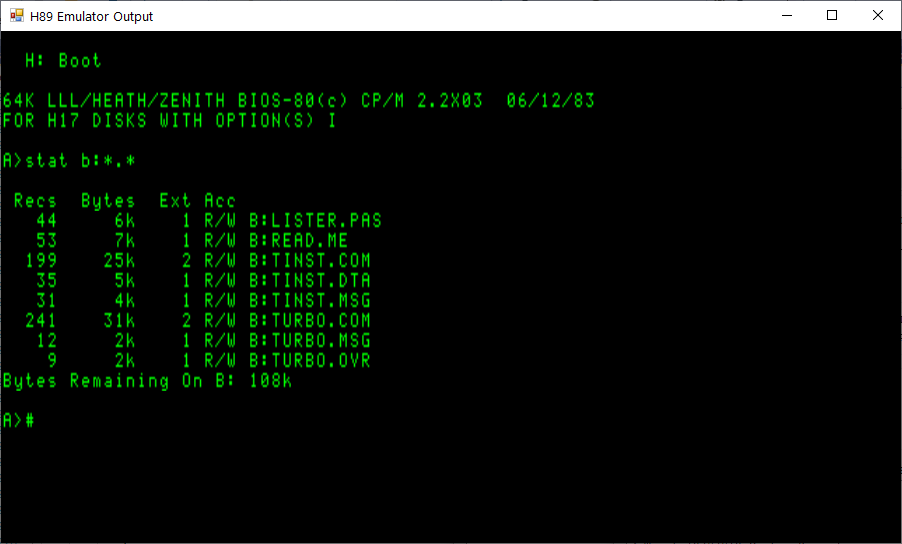 H89 Emulator Output
H: Boot
64K LLL/HEATH/ZENITH BIOS-80(c) CP/M 2.2X03  06/12/83
FOR H17 DISKS WITH OPTION(S) I
A>stat b:*.*
Recs  Bytes  Ext Acc
44     6k    1 R/W B:LISTER.PAS
53     7k    1 R/W B:READ.ME
199    25k    2 R/W B:TINST.COM
35     5k    1 R/W B:TINST.DTA
31     4k    1 R/W B:TINST.MSG
241    31k    2 R/W B:TURBO.COM
12     2k    1 R/W B:TURBO.MSG
9     2k    1 R/W B:TURBO.OVR
Bytes Remaining On B: 108k
A>#